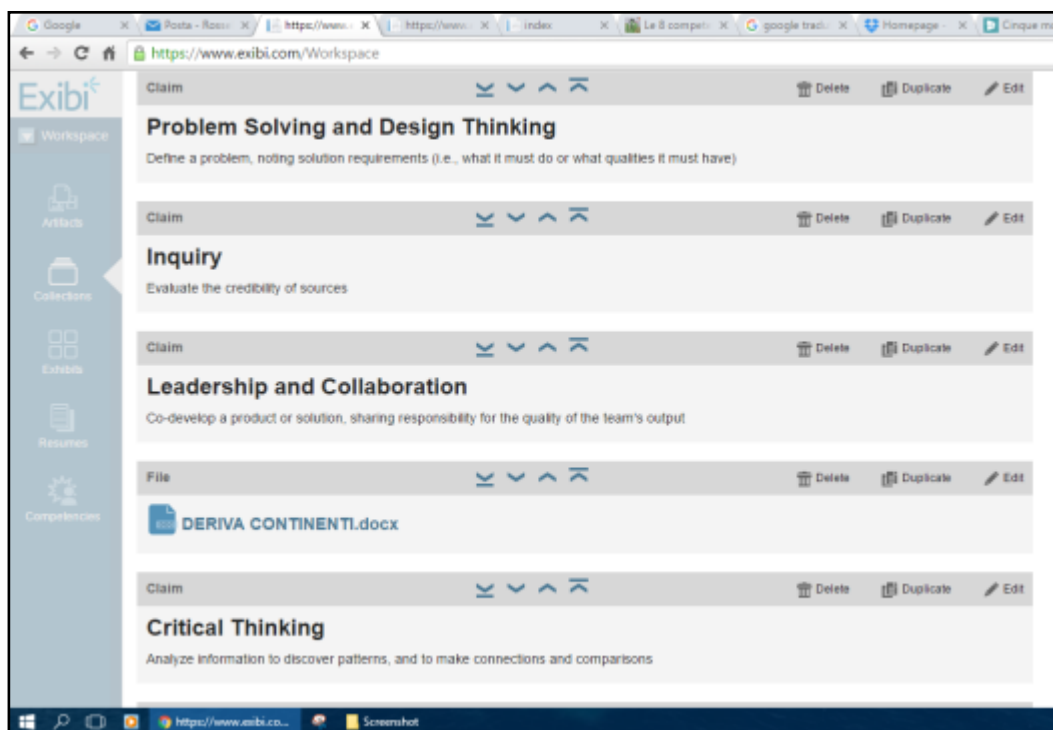 Google
Posta - Rosse
https://www.
https://www.
index
Le 8 compet
google tradu
Homepage -
Cinque m
https://www.exibi.com/Workspace
Exibi
Workspace
Artifacts
Collections
Exhibits
Resumes
Competencies
Claim
Delete
Duplicate
Edit
Problem Solving and Design Thinking
Define a problem, noting solution requirements (i.e., what it must do or what qualities it must have)
Claim
Delete
Duplicate
Edit
Inquiry
Evaluate the credibility of sources
Claim
Delete
Duplicate
Edit
Leadership and Collaboration
Co-develop a product or solution, sharing responsibility for the quality of the team's output
File
Delete
Duplicate
Edit
DERIVA CONTINENTI.docx
Claim
Delete
Duplicate
Edit
Critical Thinking
Analyze information to discover patterns, and to make connections and comparisons
https://www.exibi.co...
Screenshot